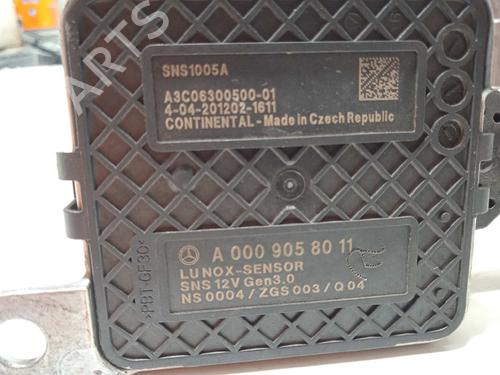 SNS1005A
A3C06300500-01
4-04-201202-1611
CONTINENTAL - Made in Czech Republic
A 000 905 80 11
LU NOX-SENSOR
SNS 12V Gen3.0
NS 0004 / ZGS 003 / Q 04
>PBT-GF30<
B-PARTS